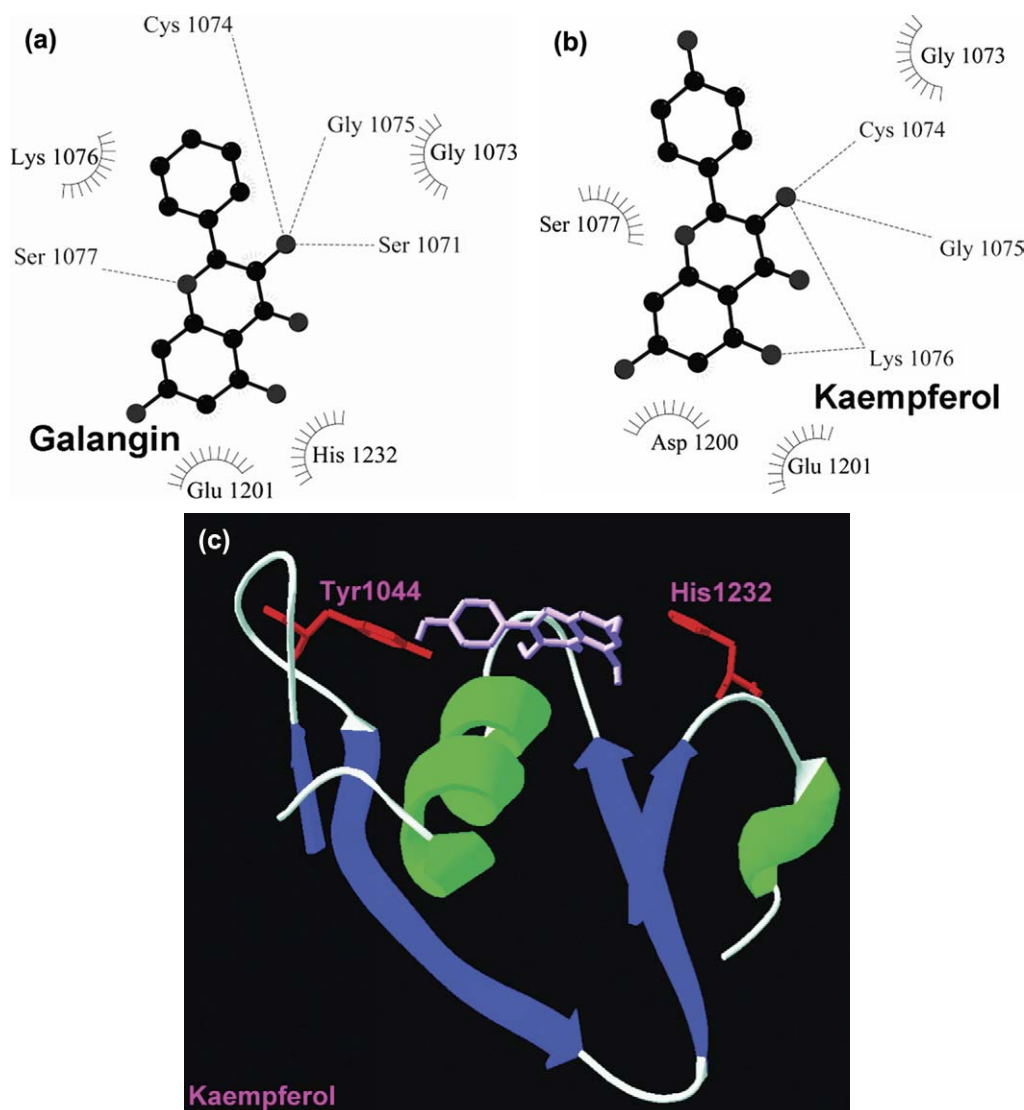 (a)
Cys 1074
Lys 1076
Gly 1075
Gly 1073
Ser 1077
Ser 1071
Galangin
His 1232
Glu 1201
(b)
Gly 1073
Cys 1074
Ser 1077
Gly 1075
Lys 1076
Kaempferol
Asp 1200
Glu 1201
(c)
Tyr1044
His1232
Kaempferol